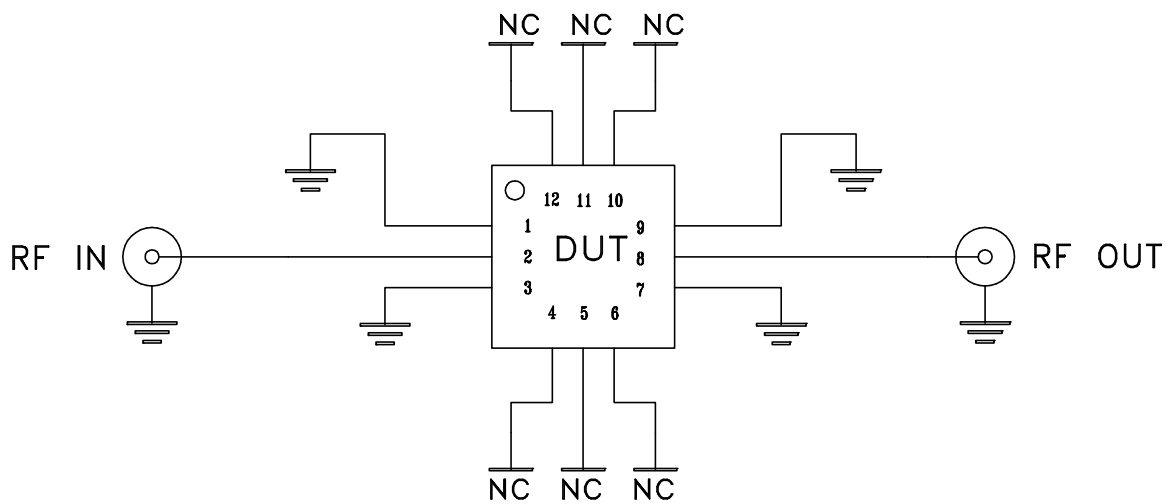 NC NC NC
12 11 10
1 9
RF IN 2 DUT 8 RF OUT
3 7
4 5 6
NC NC NC